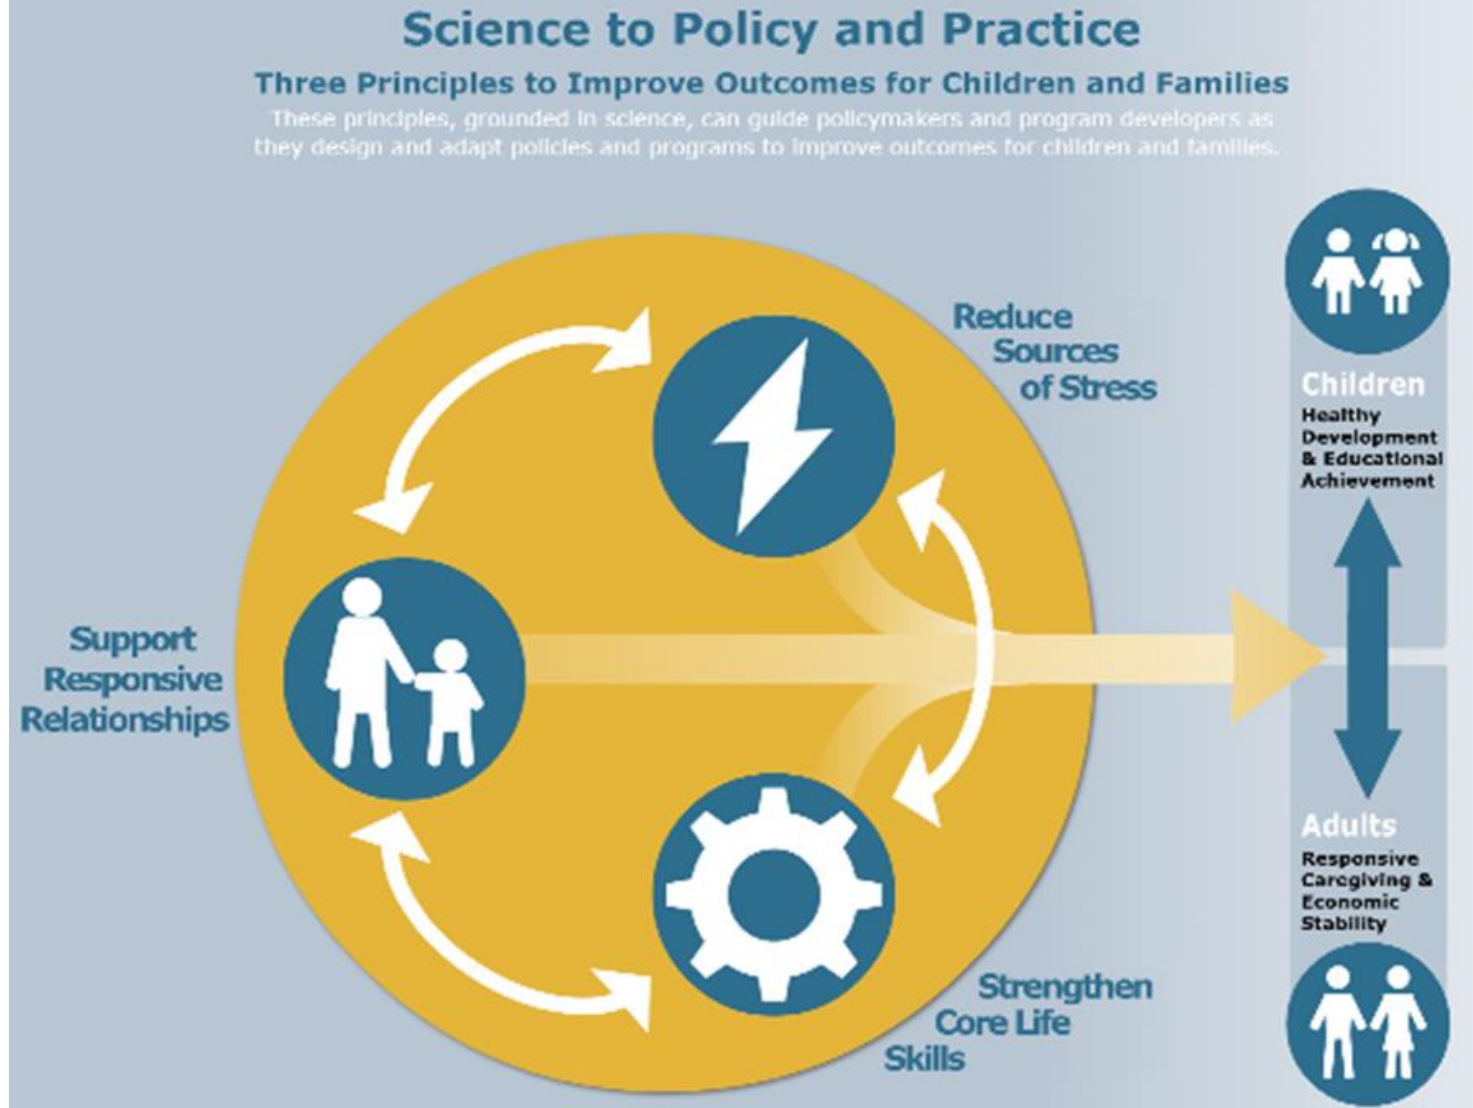 Science to Policy and Practice
Three Principles to Improve Outcomes for Children and Families
These principles, grounded in science, can guide policymakers and program developers as
they design and adapt policies and programs to improve outcomes for children and families.
Reduce
Sources
of Stress
Support
Responsive
Relationships
Strengthen
Core Life
Skills
Children
Healthy
Development
& Educational
Achievement
Adults
Responsive
Caregiving &
Economic
Stability